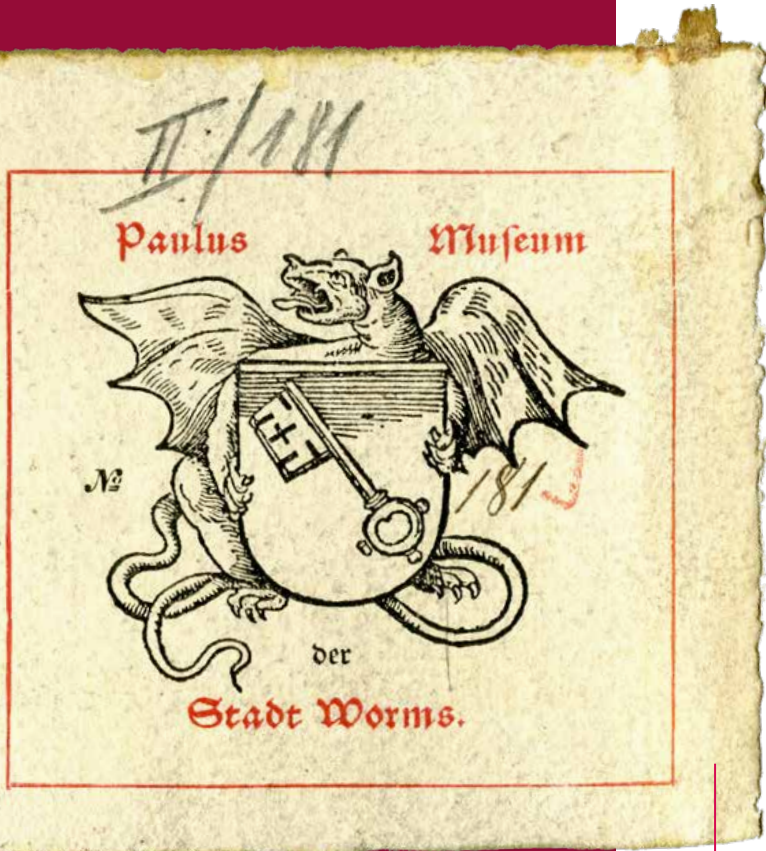 II/181
Paulus Museum
№ 181
der
Stadt Worms.